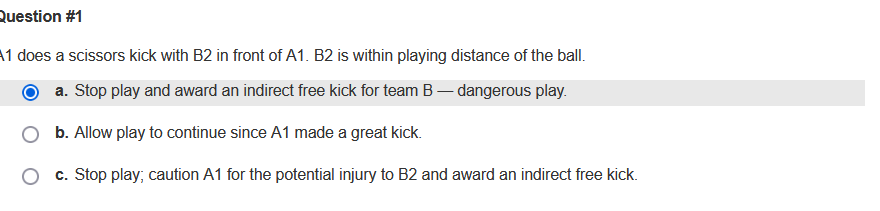 Question #1
A1 does a scissors kick with B2 in front of A1. B2 is within playing distance of the ball.
a. Stop play and award an indirect free kick for team B — dangerous play.
b. Allow play to continue since A1 made a great kick.
c. Stop play; caution A1 for the potential injury to B2 and award an indirect free kick.